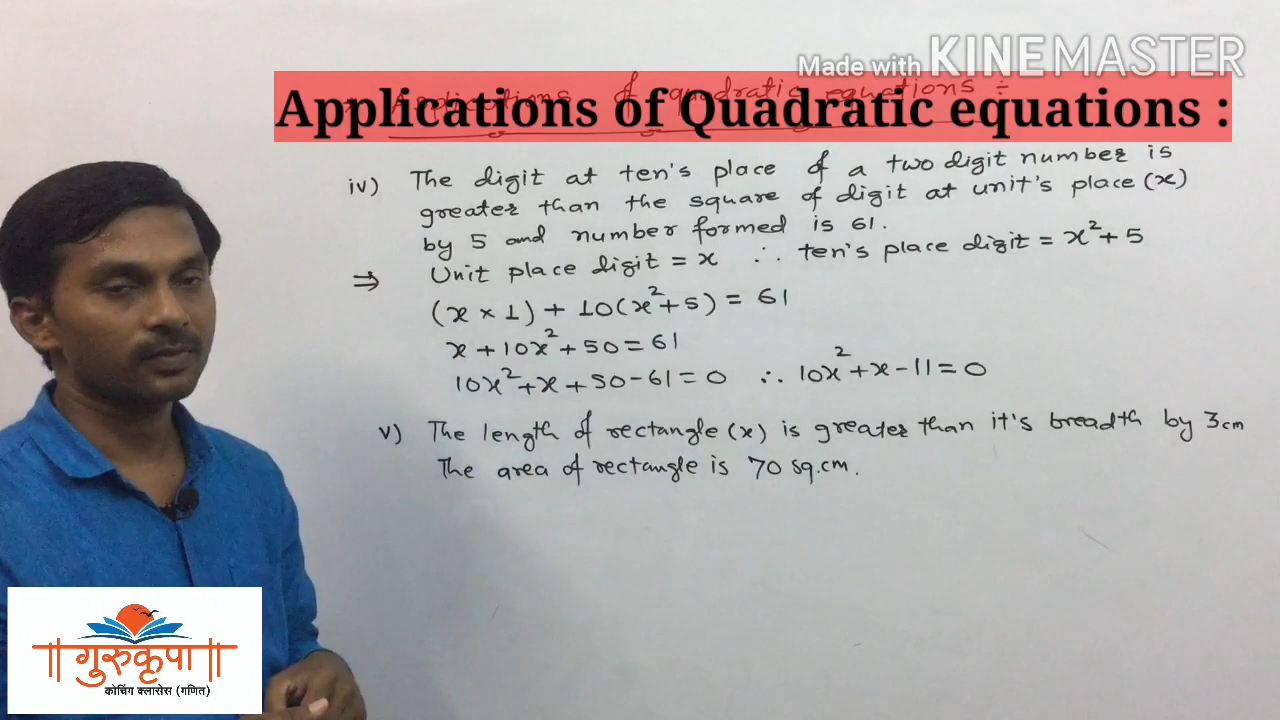 Made with KINEMASTER
Applications of Quadratic equations :
iv) The digit at ten's place of a two digit number is
greater than the square of digit at unit's place (x)
by 5 and number formed is 61.
⇒ Unit place digit = x ∴ ten's place digit = x² + 5
(x × 1) + 10(x² + 5) = 61
x + 10x² + 50 = 61
10x² + x + 50 - 61 = 0 ∴ 10x² + x - 11 = 0
v) The length of rectangle (x) is greater than it's breadth by 3cm
The area of rectangle is 70 sq.cm.
॥ गुरुकृपा ॥
कोचिंग क्लासेस (गणित)